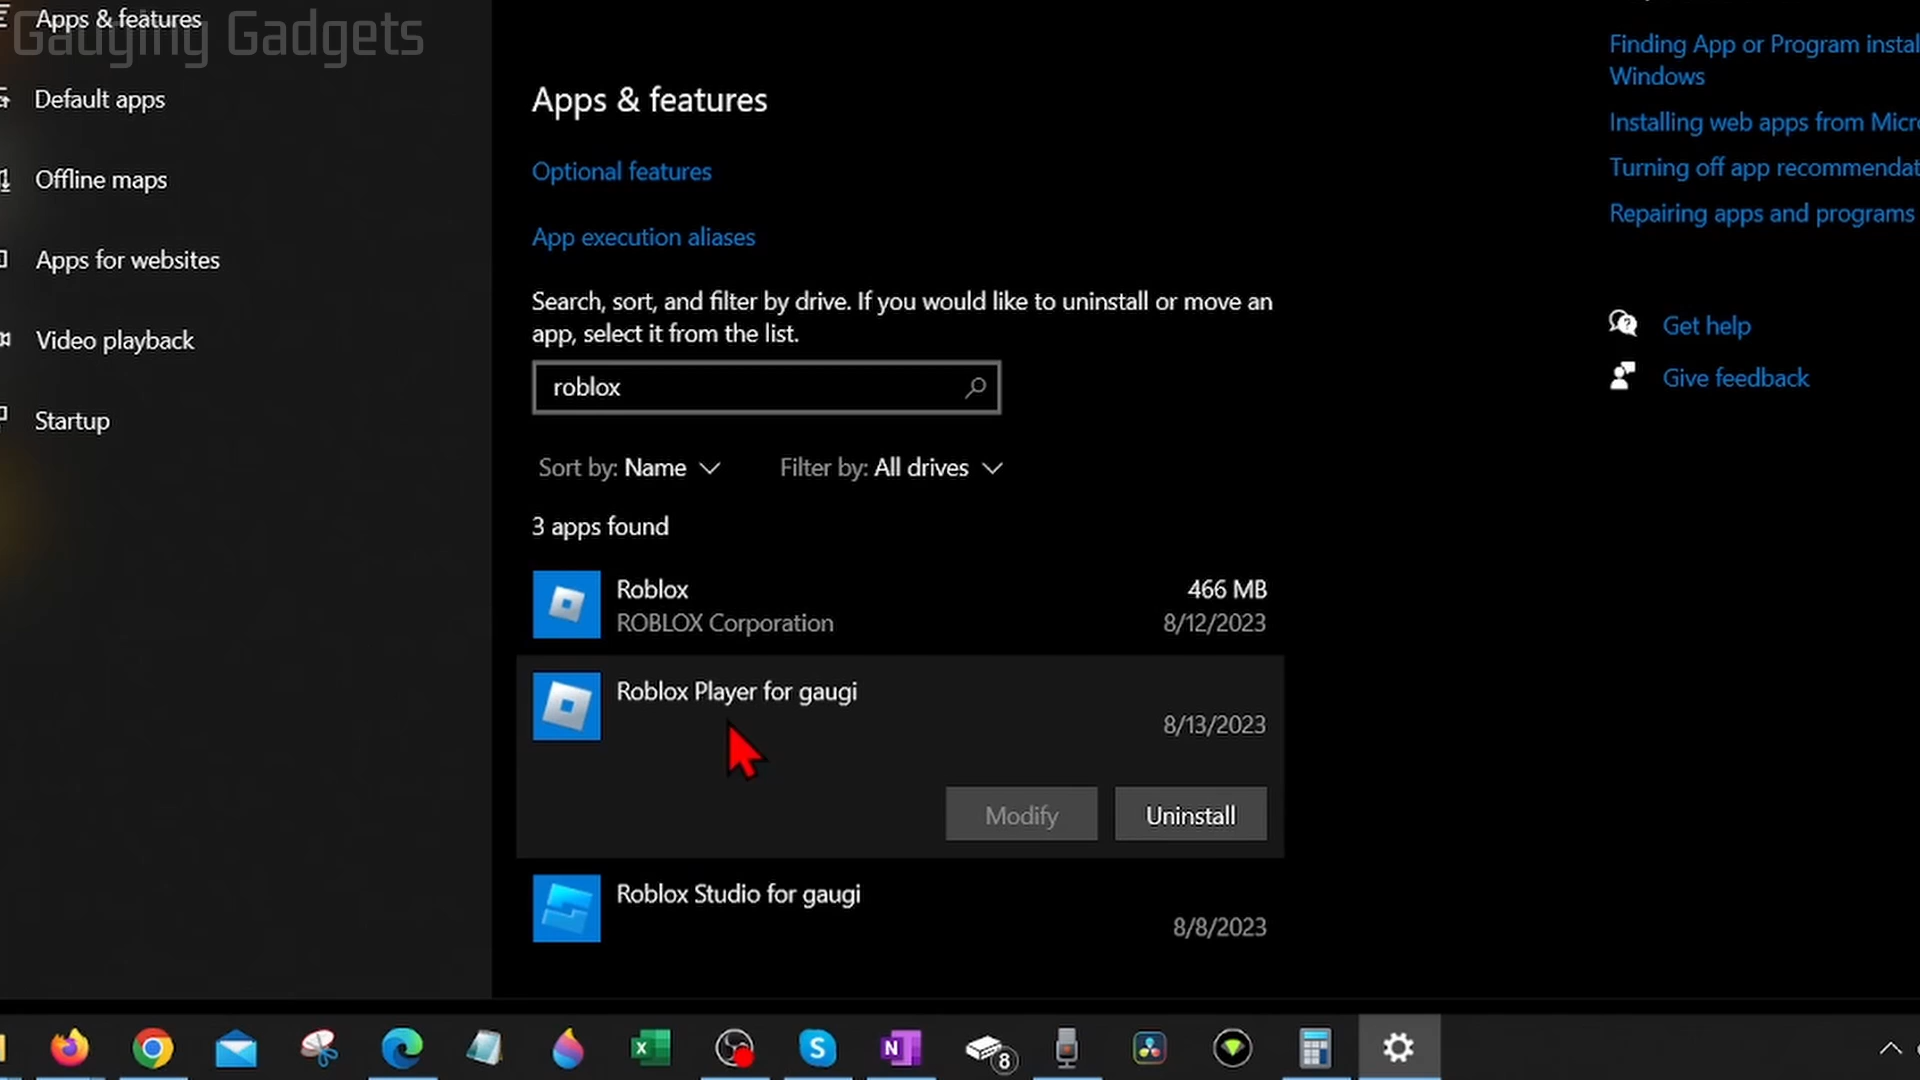 Apps & features
Gauging Gadgets
Default apps
Offline maps
Apps for websites
Video playback
Startup
Apps & features
Optional features
App execution aliases
Search, sort, and filter by drive. If you would like to uninstall or move an
app, select it from the list.
roblox
Sort by: Name
Filter by: All drives
3 apps found
Roblox
466 MB
ROBLOX Corporation
8/12/2023
Roblox Player for gaugi
8/13/2023
Modify
Uninstall
Roblox Studio for gaugi
8/8/2023
Finding App or Program instal
Windows
Installing web apps from Micro
Turning off app recommendat
Repairing apps and programs
Get help
Give feedback
X
S
N
8